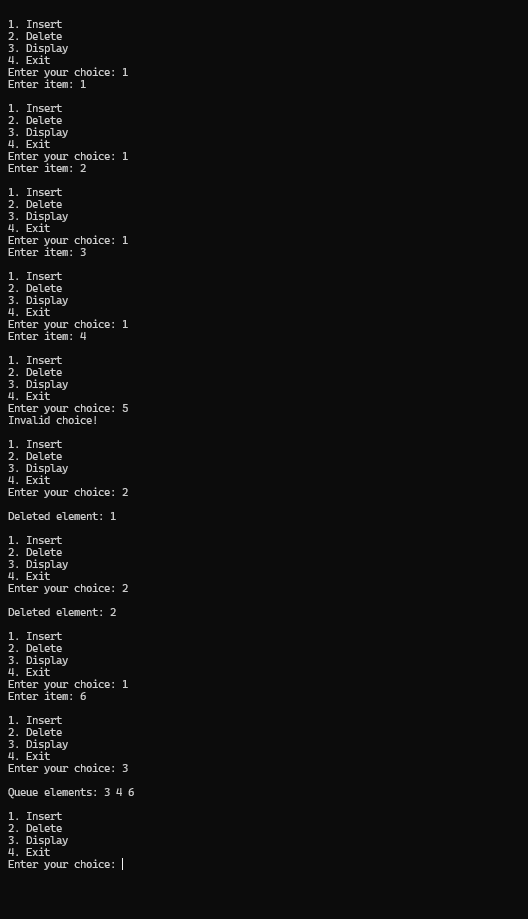 1. Insert
2. Delete
3. Display
4. Exit
Enter your choice: 1
Enter item: 1
1. Insert
2. Delete
3. Display
4. Exit
Enter your choice: 1
Enter item: 2
1. Insert
2. Delete
3. Display
4. Exit
Enter your choice: 1
Enter item: 3
1. Insert
2. Delete
3. Display
4. Exit
Enter your choice: 1
Enter item: 4
1. Insert
2. Delete
3. Display
4. Exit
Enter your choice: 5
Invalid choice!
1. Insert
2. Delete
3. Display
4. Exit
Enter your choice: 2
Deleted element: 1
1. Insert
2. Delete
3. Display
4. Exit
Enter your choice: 2
Deleted element: 2
1. Insert
2. Delete
3. Display
4. Exit
Enter your choice: 1
Enter item: 6
1. Insert
2. Delete
3. Display
4. Exit
Enter your choice: 3
Queue elements: 3 4 6
1. Insert
2. Delete
3. Display
4. Exit
Enter your choice: